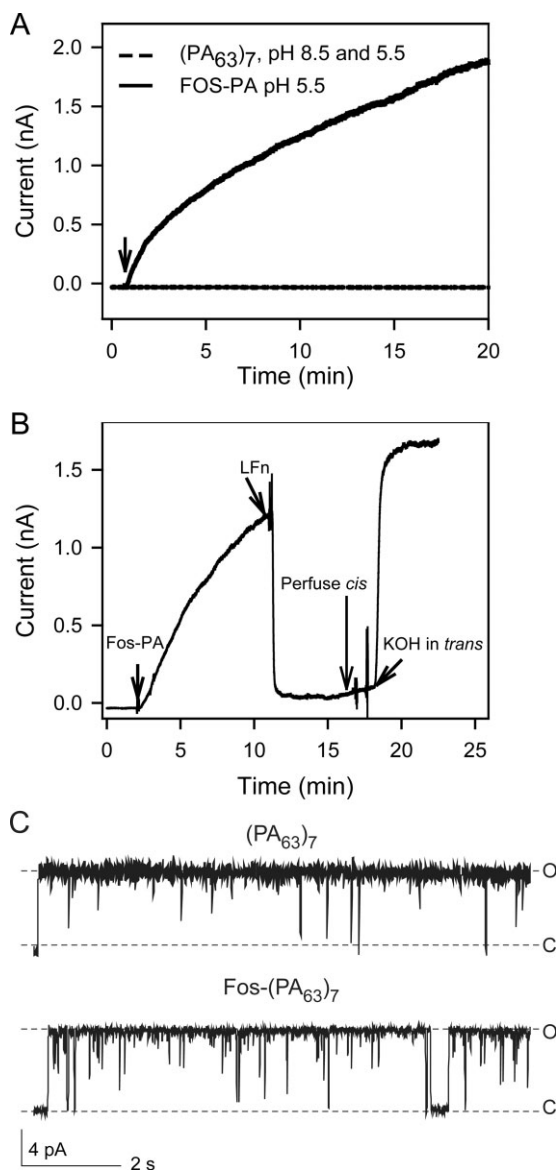 A
2.0
(PA63)7, pH 8.5 and 5.5
FOS-PA pH 5.5
1.5
1.0
0.5
0.0
Current (nA)
0 5 10 15 20
Time (min)
B
LFn
1.5
1.0
Perfuse cis
0.5
Fos-PA
KOH in trans
0.0
Current (nA)
0 5 10 15 20 25
Time (min)
C
(PA63)7
O
C
Fos-(PA63)7
O
C
4 pA
2 s